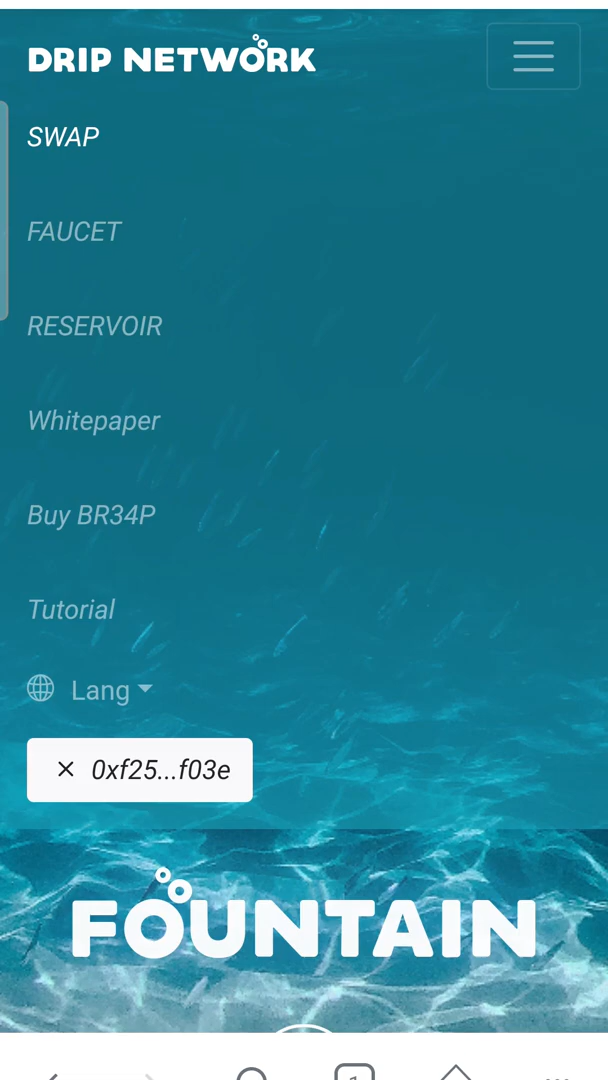 DRIP NETWORK
SWAP
FAUCET
RESERVOIR
Whitepaper
Buy BR34P
Tutorial
Lang
× 0xf25...f03e
FOUNTAIN